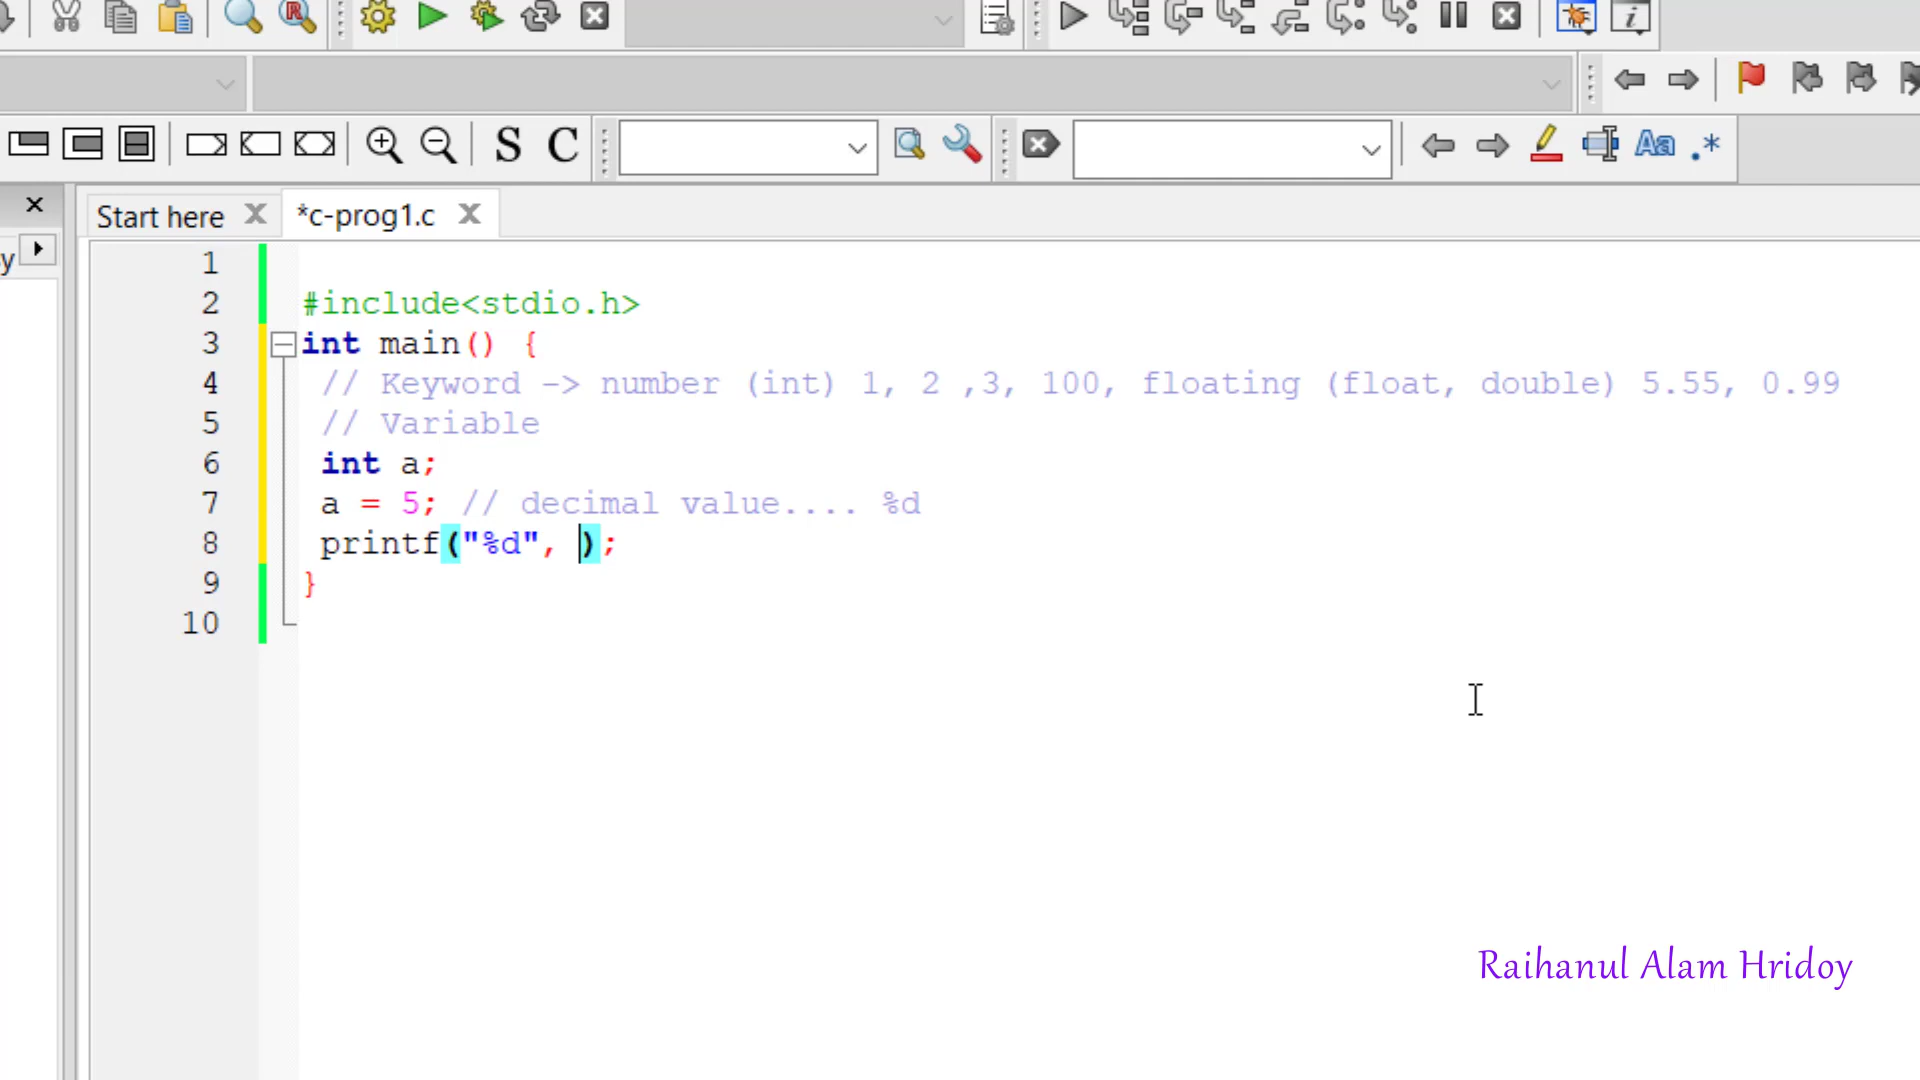 S C
Aa .*
y
Start here
*c-prog1.c
1
2 #include<stdio.h>
3 int main() {
4 // Keyword -> number (int) 1, 2 ,3, 100, floating (float, double) 5.55, 0.99
5 // Variable
6 int a;
7 a = 5; // decimal value.... %d
8 printf("%d", );
9 }
10
Raihanul Alam Hridoy